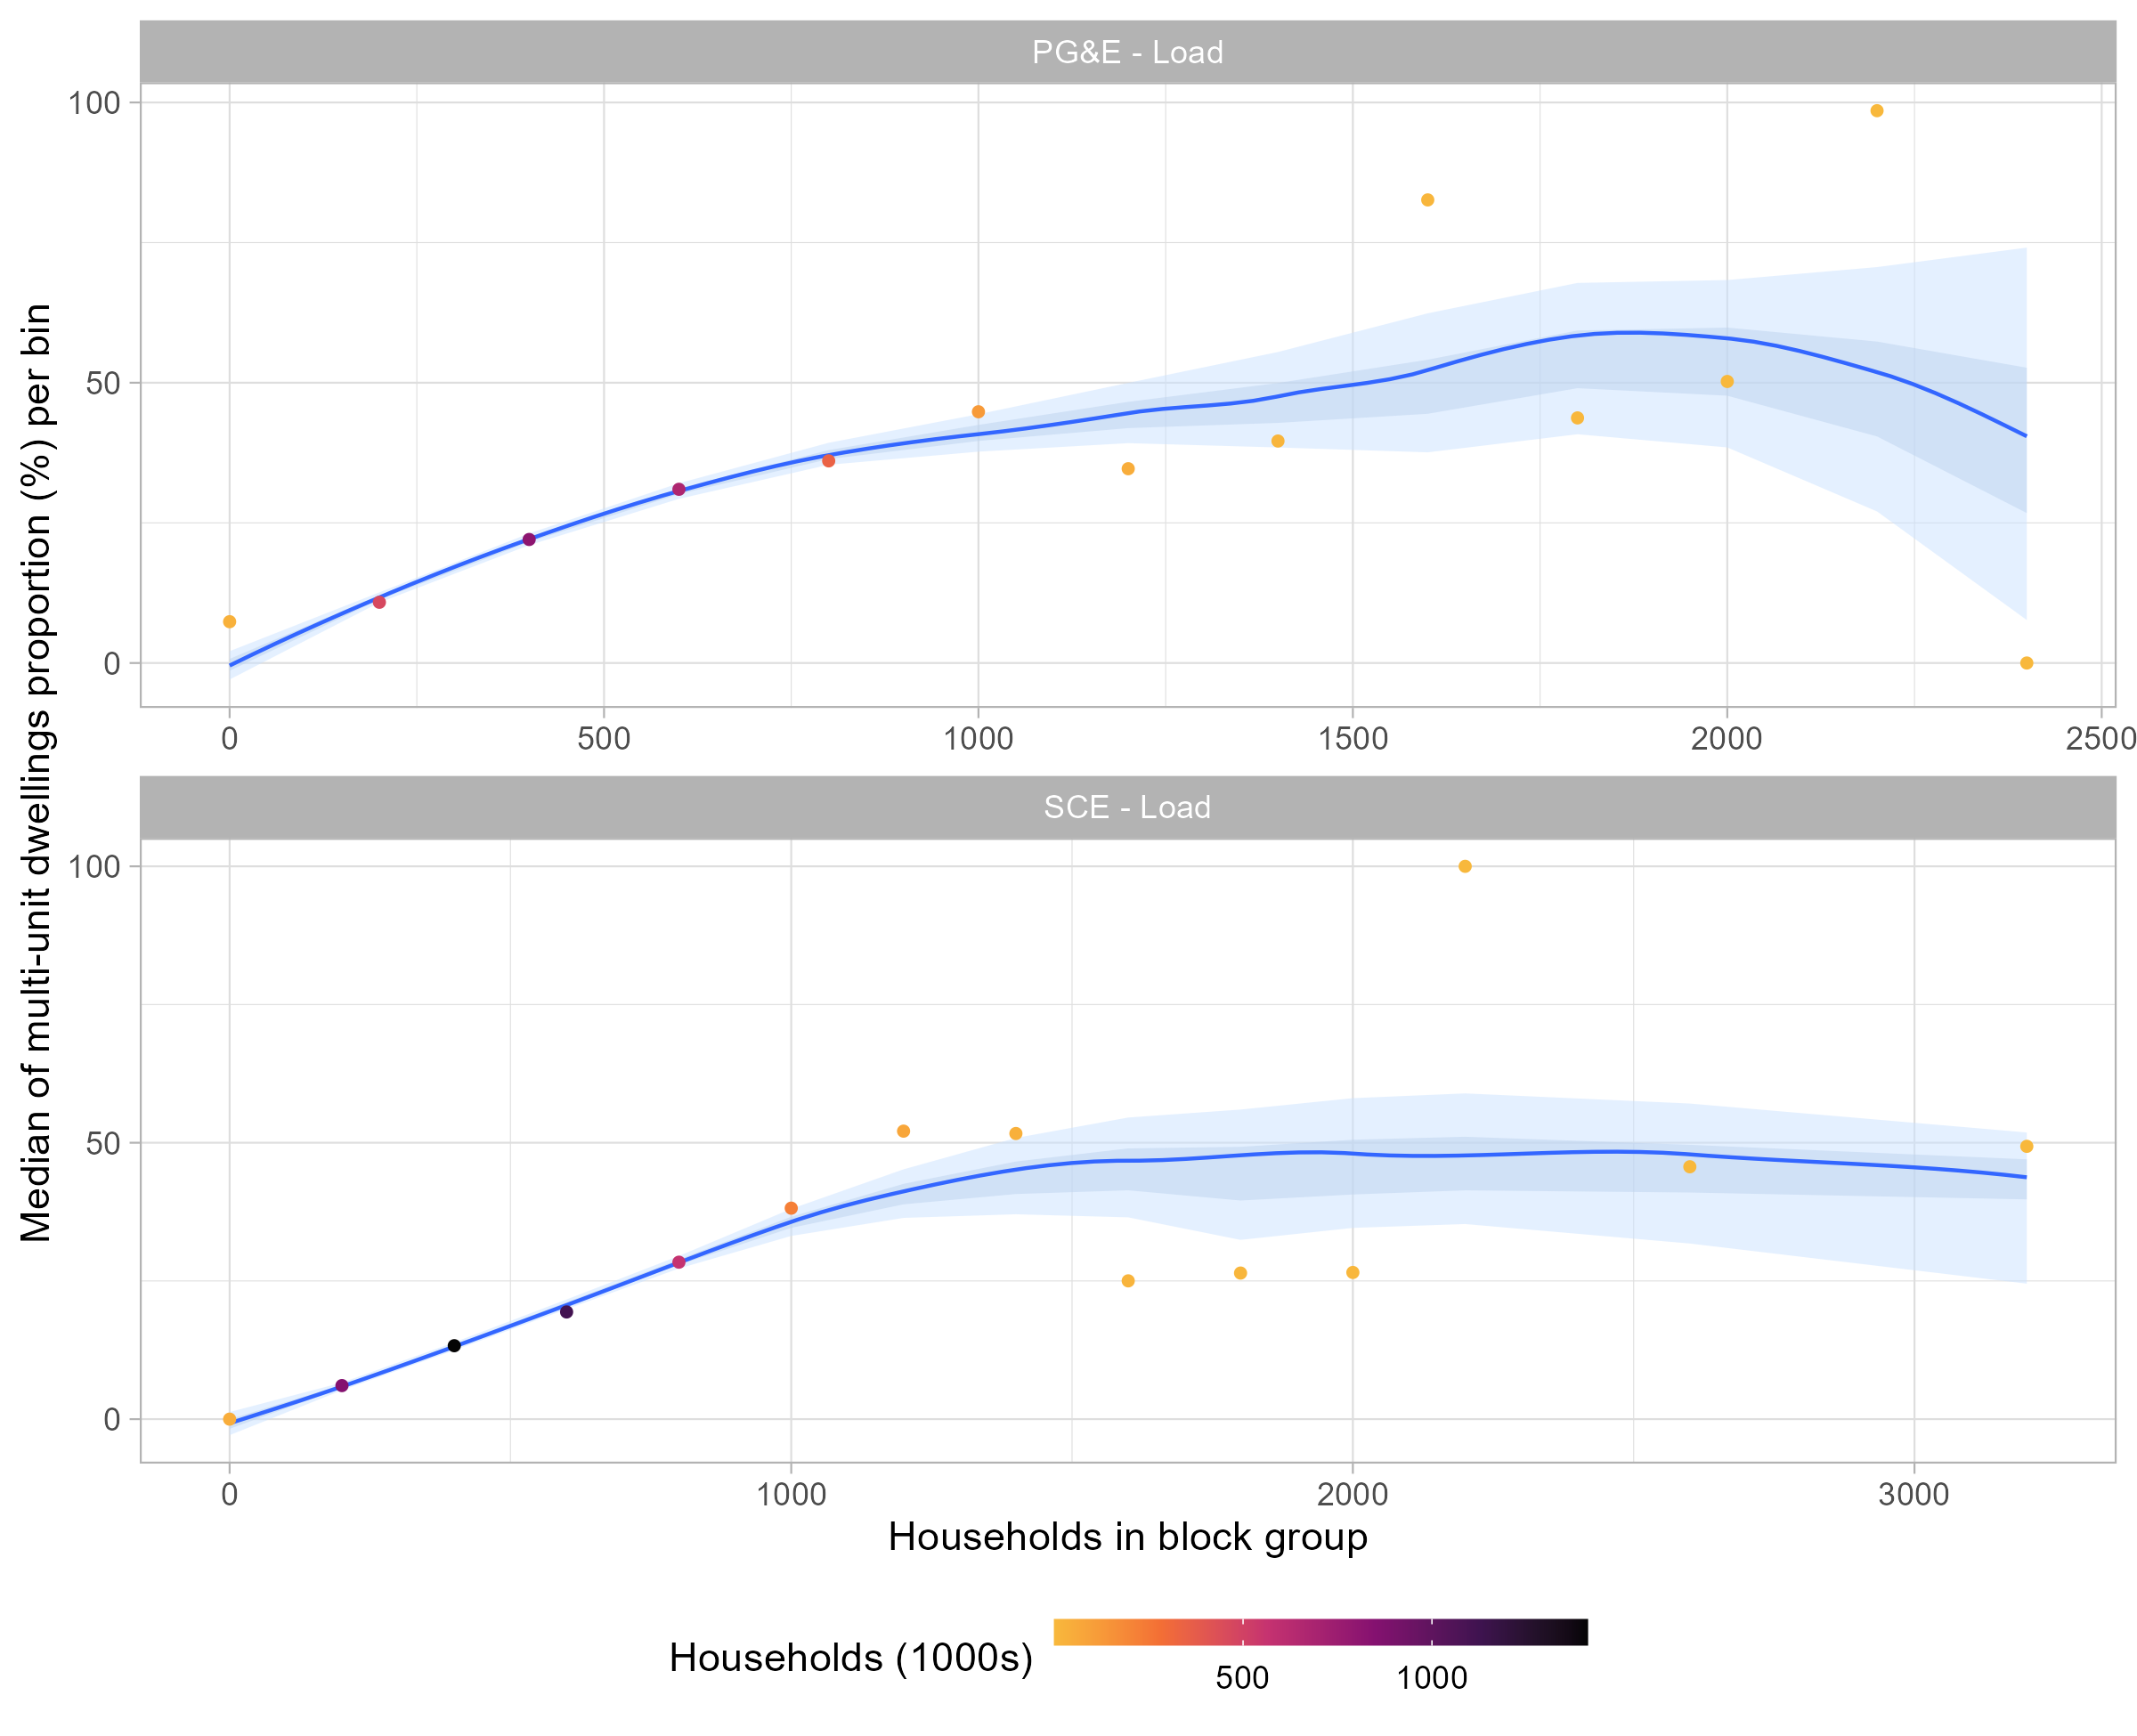 PG&E - Load
100
50
0
0 500 1000 1500 2000 2500
Median of multi-unit dwellings proportion (%) per bin
SCE - Load
100
50
0
0 1000 2000 3000
Households in block group
Households (1000s)
500 1000